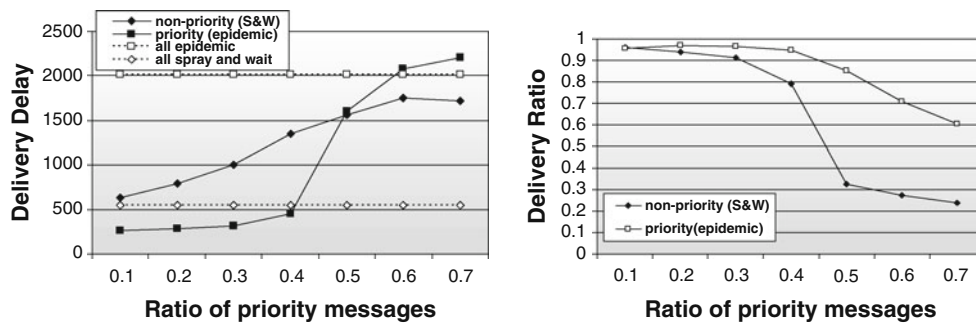 non-priority (S&W)
priority (epidemic)
all epidemic
all spray and wait
2500
2000
1500
1000
500
0
Delivery Delay
0.1 0.2 0.3 0.4 0.5 0.6 0.7
Ratio of priority messages
1
0.9
0.8
0.7
0.6
0.5
0.4
0.3
0.2
0.1
0
Delivery Ratio
non-priority (S&W)
priority(epidemic)
0.1 0.2 0.3 0.4 0.5 0.6 0.7
Ratio of priority messages